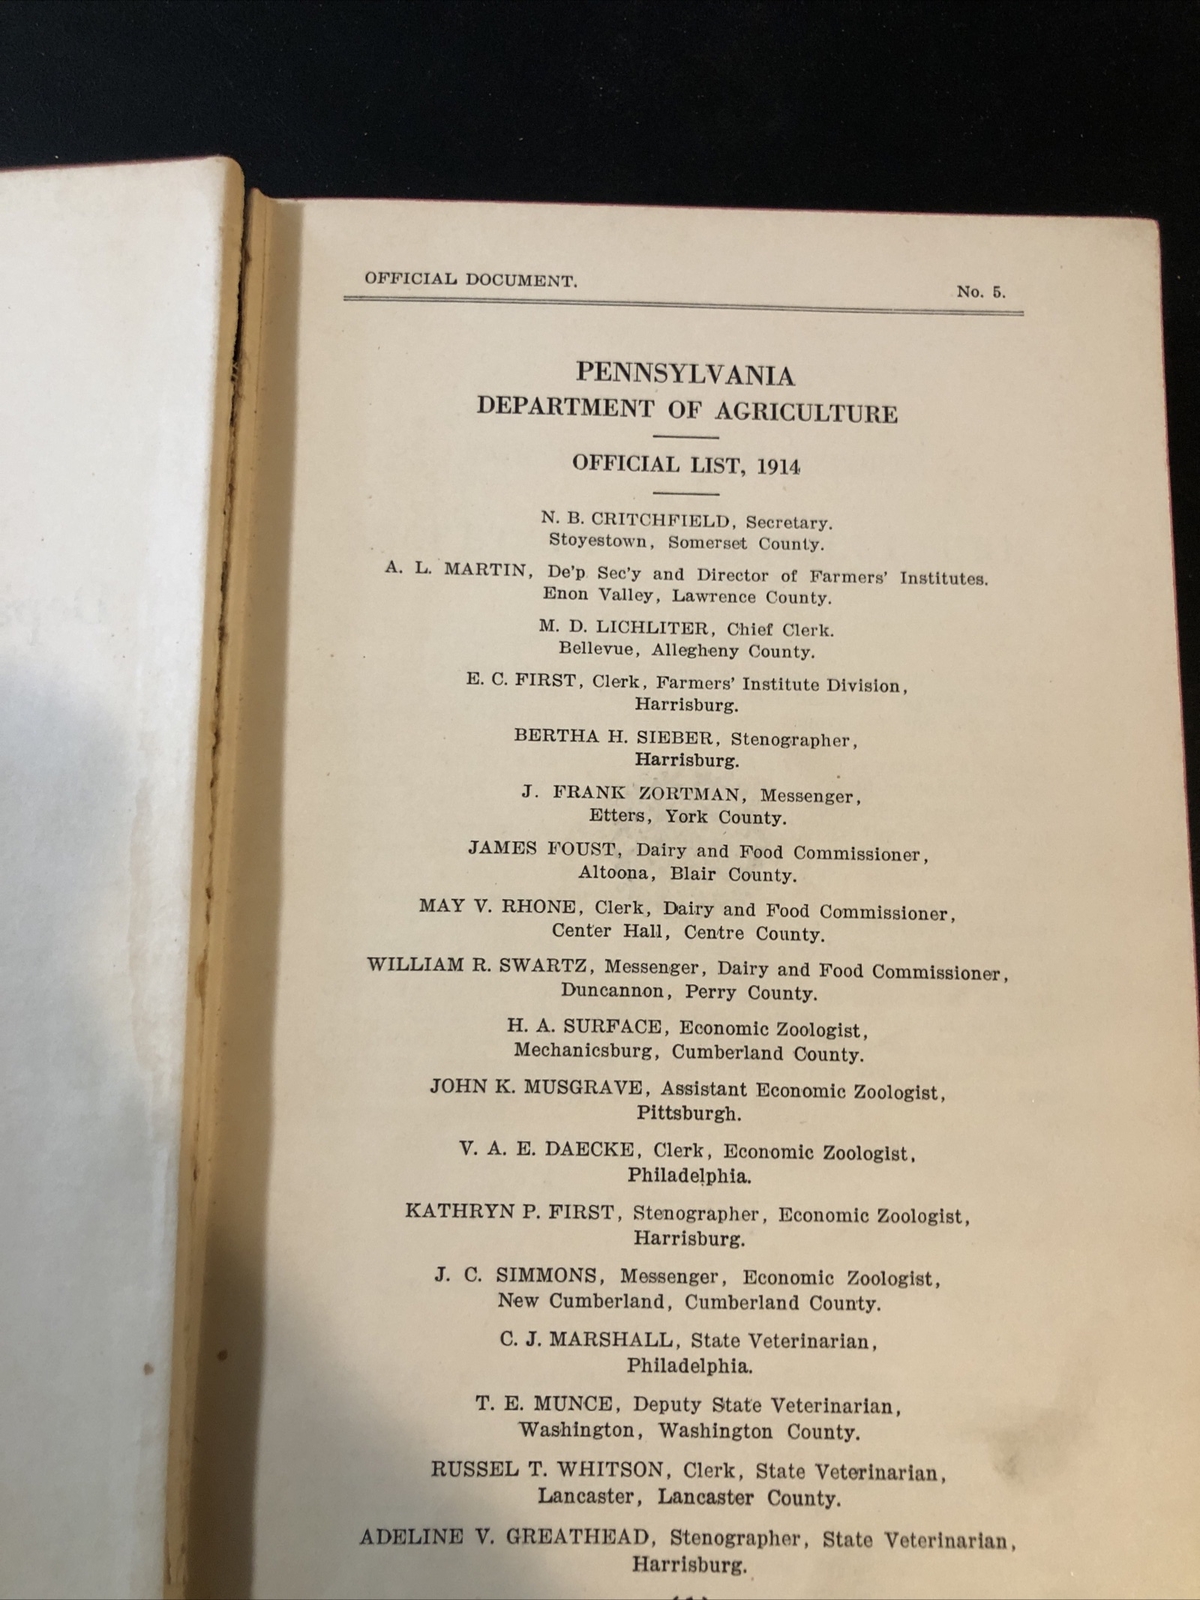 OFFICIAL DOCUMENT. No. 5.
PENNSYLVANIA
DEPARTMENT OF AGRICULTURE
OFFICIAL LIST, 1914
N. B. CRITCHFIELD, Secretary.
Stoyestown, Somerset County.
A. L. MARTIN, De'p Sec'y and Director of Farmers' Institutes.
Enon Valley, Lawrence County.
M. D. LICHLITER, Chief Clerk.
Bellevue, Allegheny County.
E. C. FIRST, Clerk, Farmers' Institute Division,
Harrisburg.
BERTHA H. SIEBER, Stenographer,
Harrisburg.
J. FRANK ZORTMAN, Messenger,
Etters, York County.
JAMES FOUST, Dairy and Food Commissioner,
Altoona, Blair County.
MAY V. RHONE, Clerk, Dairy and Food Commissioner,
Center Hall, Centre County.
WILLIAM R. SWARTZ, Messenger, Dairy and Food Commissioner,
Duncannon, Perry County.
H. A. SURFACE, Economic Zoologist,
Mechanicsburg, Cumberland County.
JOHN K. MUSGRAVE, Assistant Economic Zoologist,
Pittsburgh.
V. A. E. DAECKE, Clerk, Economic Zoologist,
Philadelphia.
KATHRYN P. FIRST, Stenographer, Economic Zoologist,
Harrisburg.
J. C. SIMMONS, Messenger, Economic Zoologist,
New Cumberland, Cumberland County.
C. J. MARSHALL, State Veterinarian,
Philadelphia.
T. E. MUNCE, Deputy State Veterinarian,
Washington, Washington County.
RUSSEL T. WHITSON, Clerk, State Veterinarian,
Lancaster, Lancaster County.
ADELINE V. GREATHEAD, Stenographer, State Veterinarian,
Harrisburg.